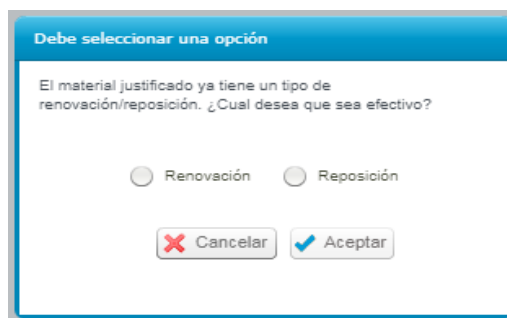 Debe seleccionar una opción
El material justificado ya tiene un tipo de
renovación/reposición. ¿Cual desea que sea efectivo?
Renovación Reposición
Cancelar Aceptar